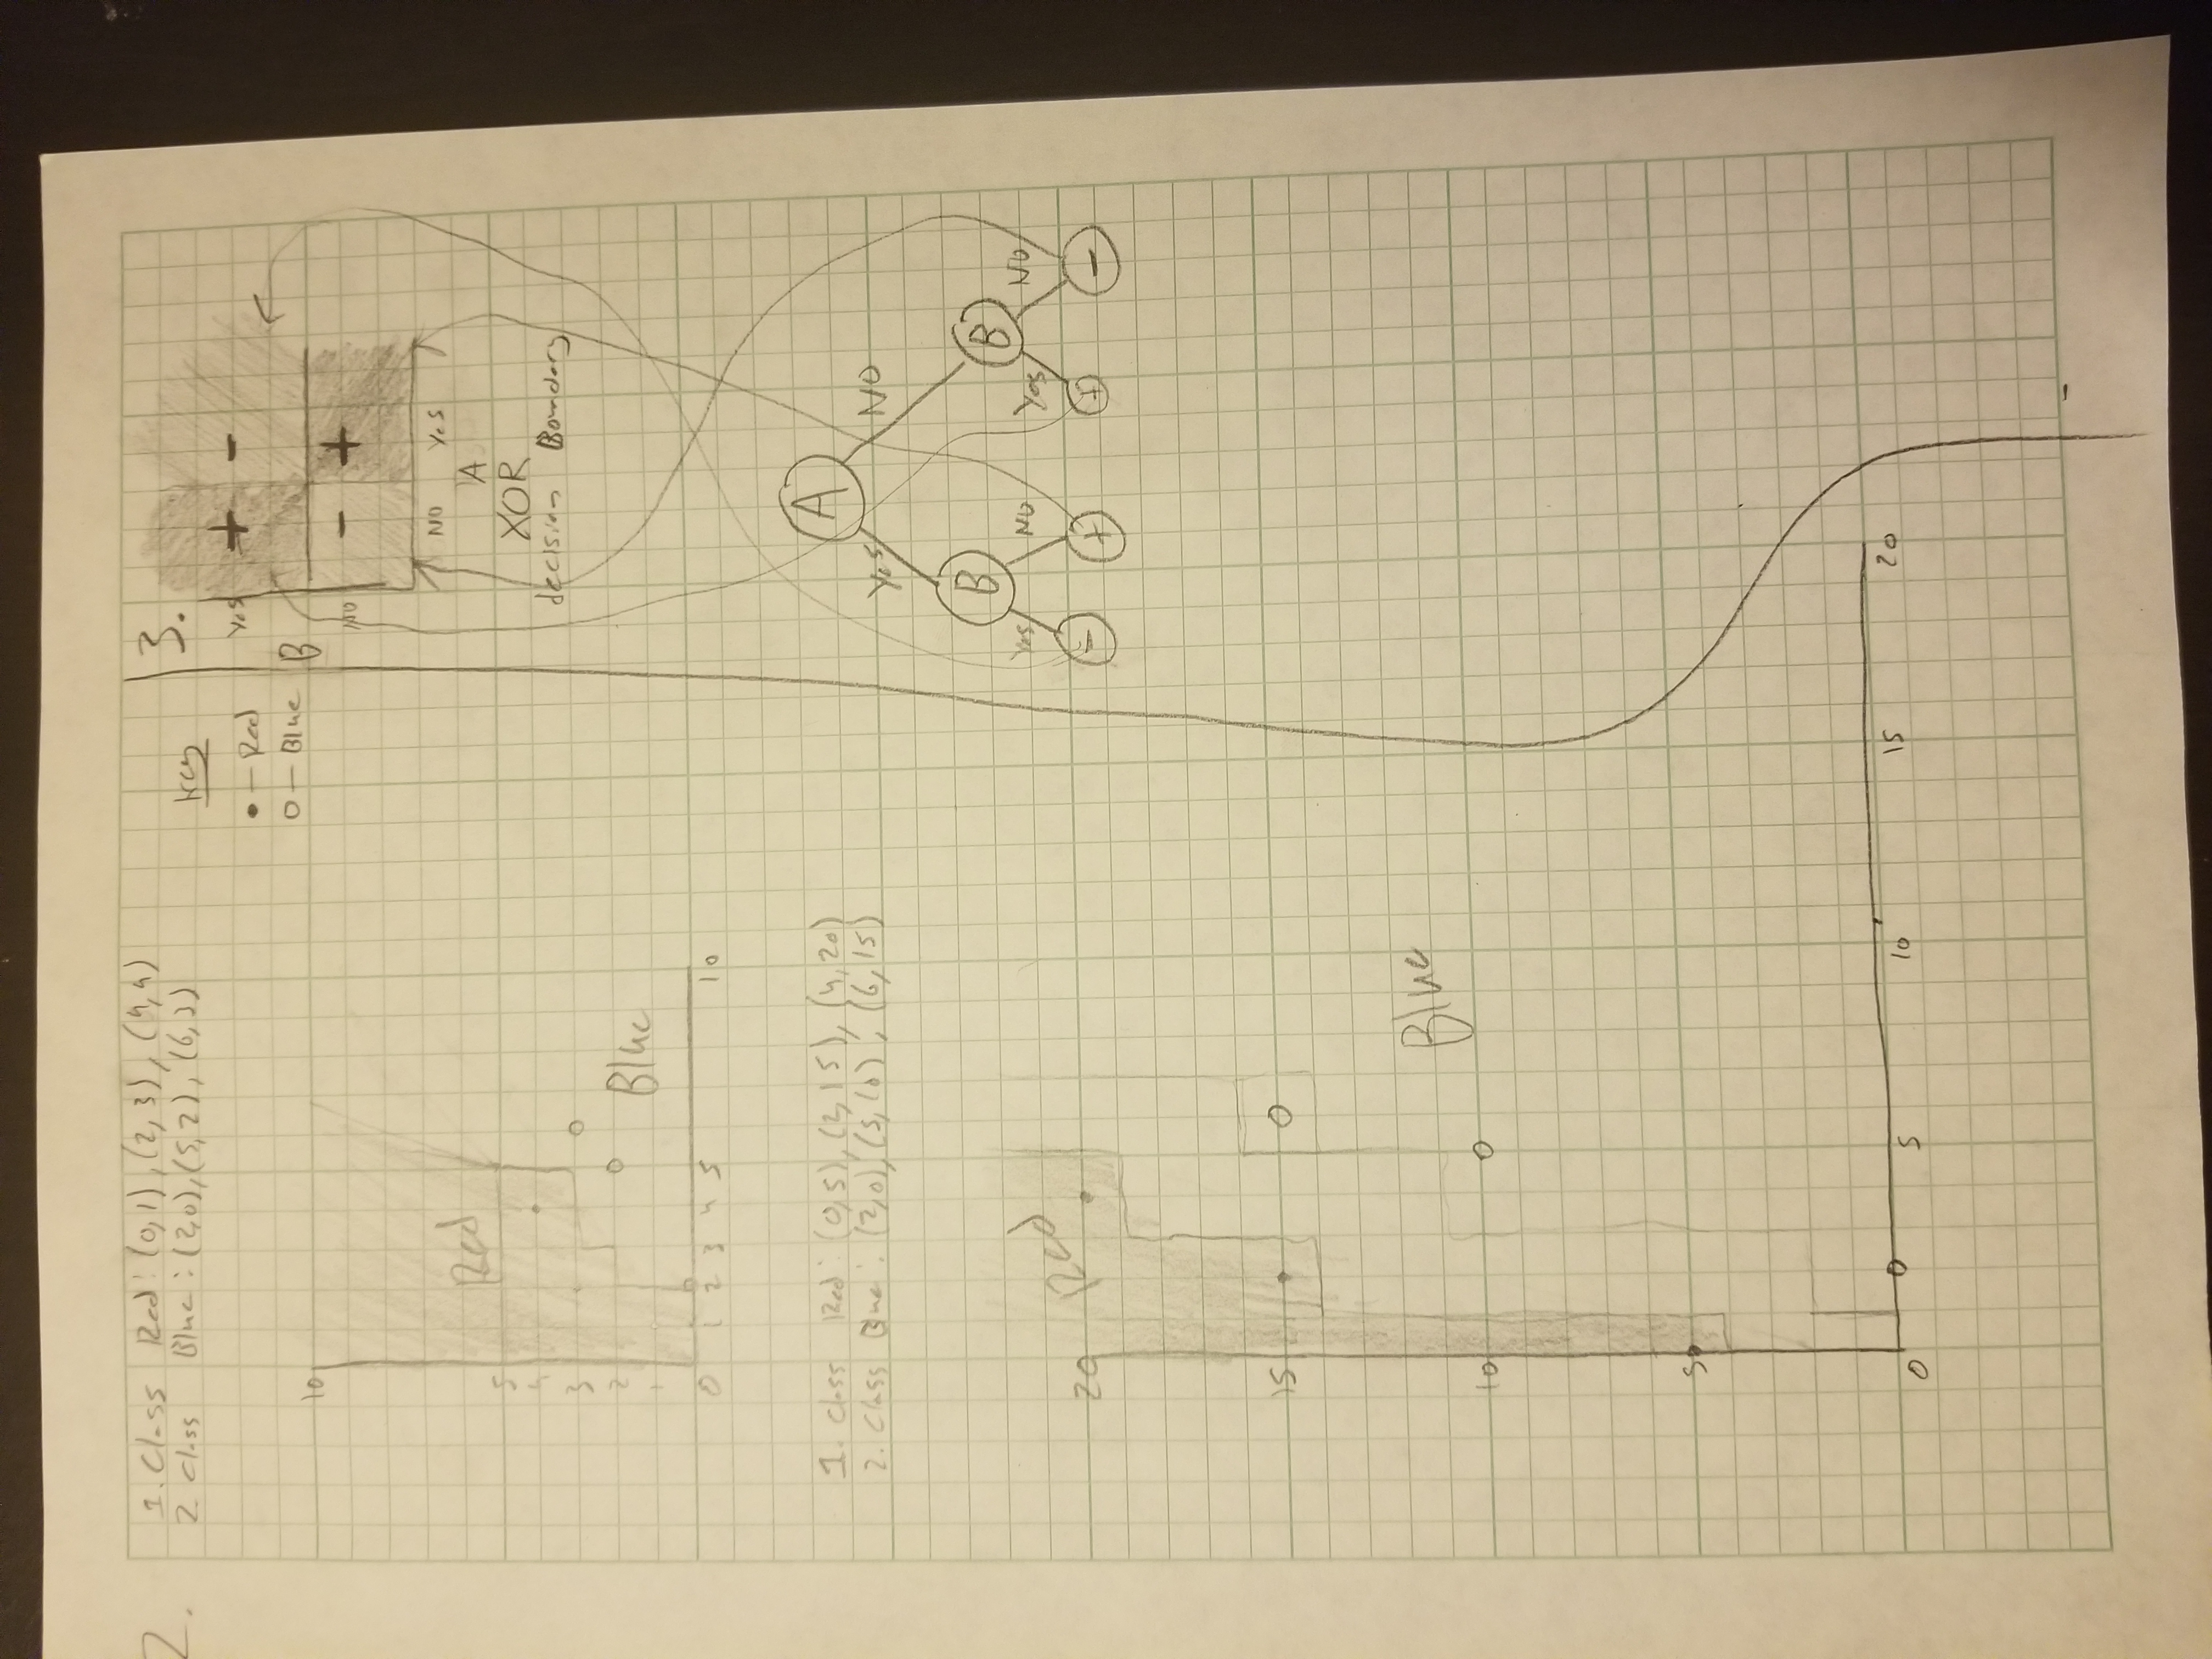 2.
1. Class Red: (0,1), (2,3), (4,4)
2 class Blue: (2,0), (5,2), (6,3)
Key
• — Red
O — Blue
10
Red
5
4
3
2
1
Blue
0 1 2 3 4 5 10
1. class Red: (0,5), (2,15), (4,20)
2. Class Blue: (2,0), (5,10), (6,15)
Red
20
15
Blue
10
5
0 5 10 15 20
3.
Yes + -
B
NO - +
NO Yes
A
XOR
decision Boundary
A
Yes NO
B B
Yes NO Yes NO
- + + -